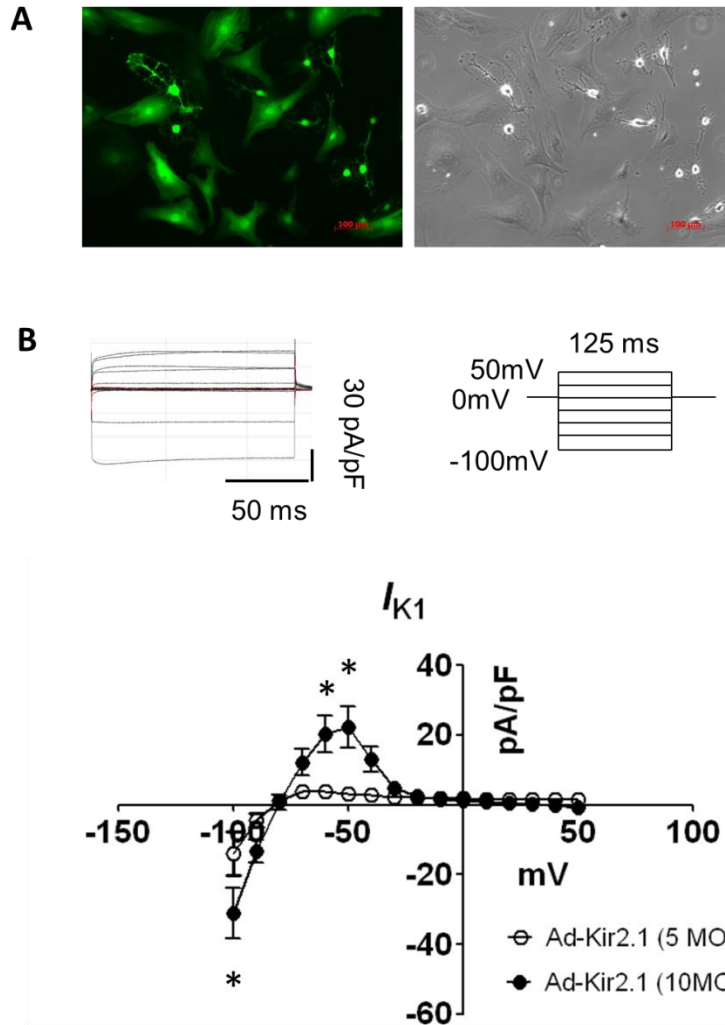 A
100 µm
100 µm
B
30 pA/pF
50 ms
125 ms
50mV
0mV
-100mV
IK1
pA/pF
40
20
-150 -100 -50 50 100
mV
-20
-40
-60
Ad-Kir2.1 (5 MO
Ad-Kir2.1 (10MO
* *
*